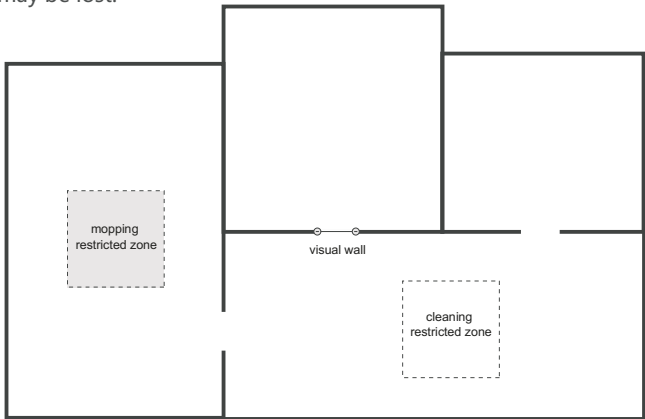 may be lost.
mopping
restricted zone
visual wall
cleaning
restricted zone